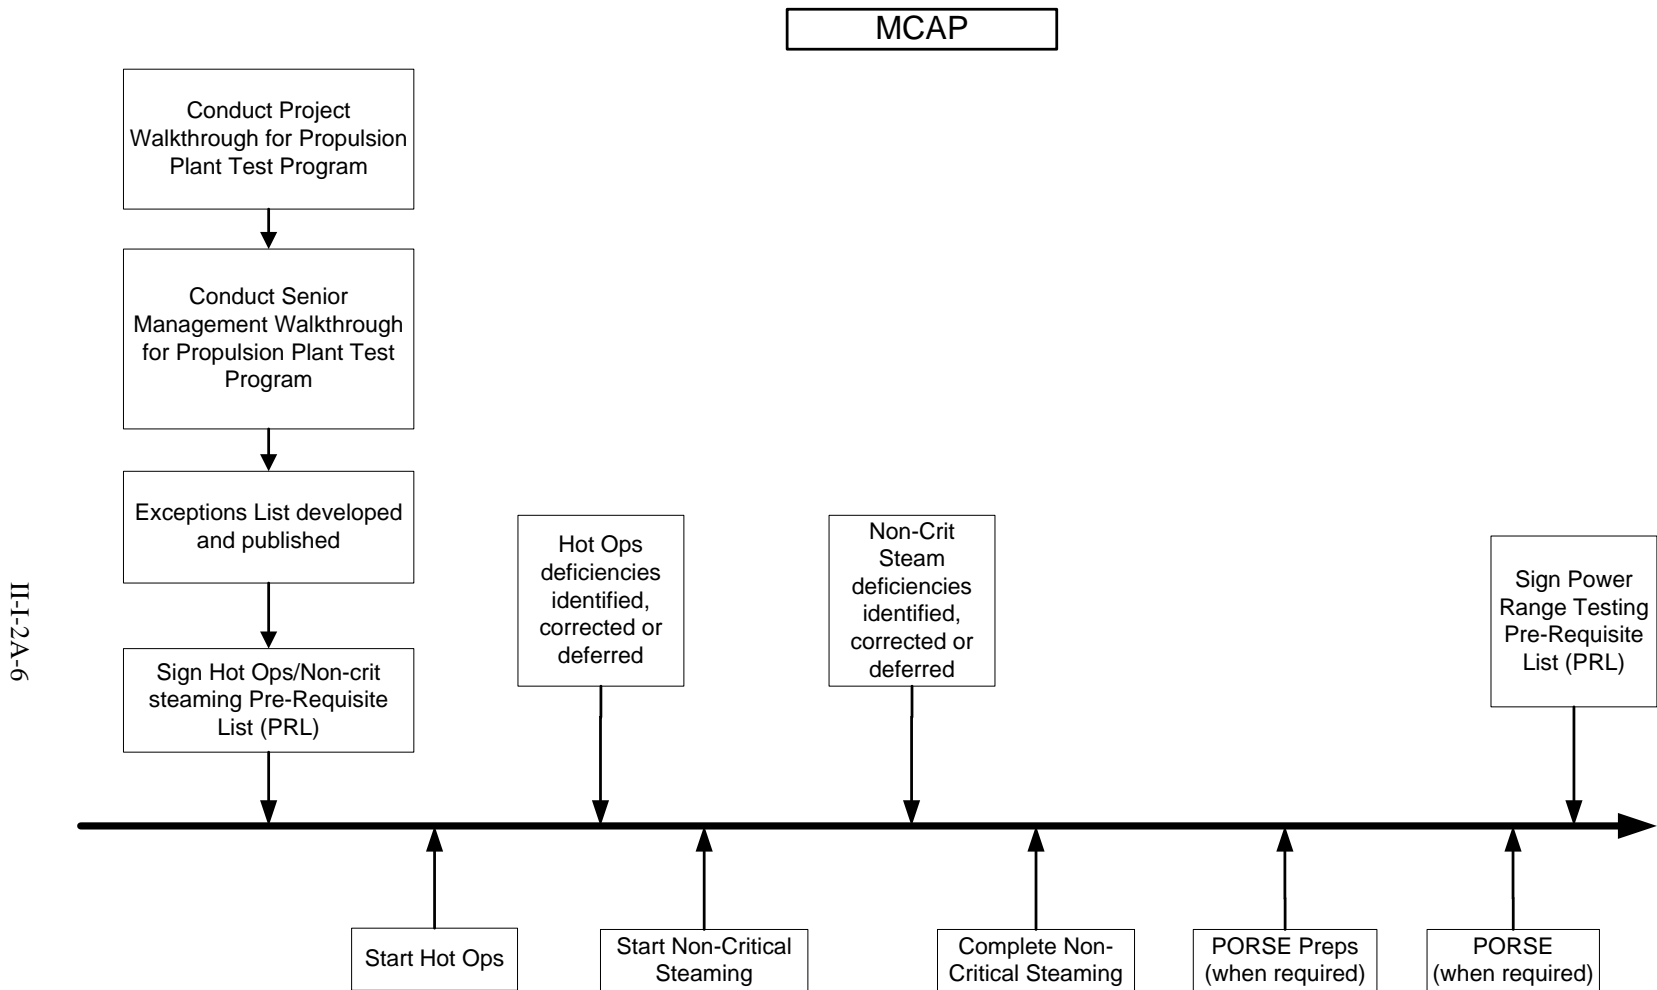 MCAP
Conduct Project
Walkthrough for Propulsion
Plant Test Program
Conduct Senior
Management Walkthrough
for Propulsion Plant Test
Program
Exceptions List developed
and published
Sign Hot Ops/Non-crit
steaming Pre-Requisite
List (PRL)
Hot Ops
deficiencies
identified,
corrected or
deferred
Non-Crit
Steam
deficiencies
identified,
corrected or
deferred
Sign Power
Range Testing
Pre-Requisite
List (PRL)
Start Hot Ops
Start Non-Critical
Steaming
Complete Non-
Critical Steaming
PORSE Preps
(when required)
PORSE
(when required)
II-I-2A-6